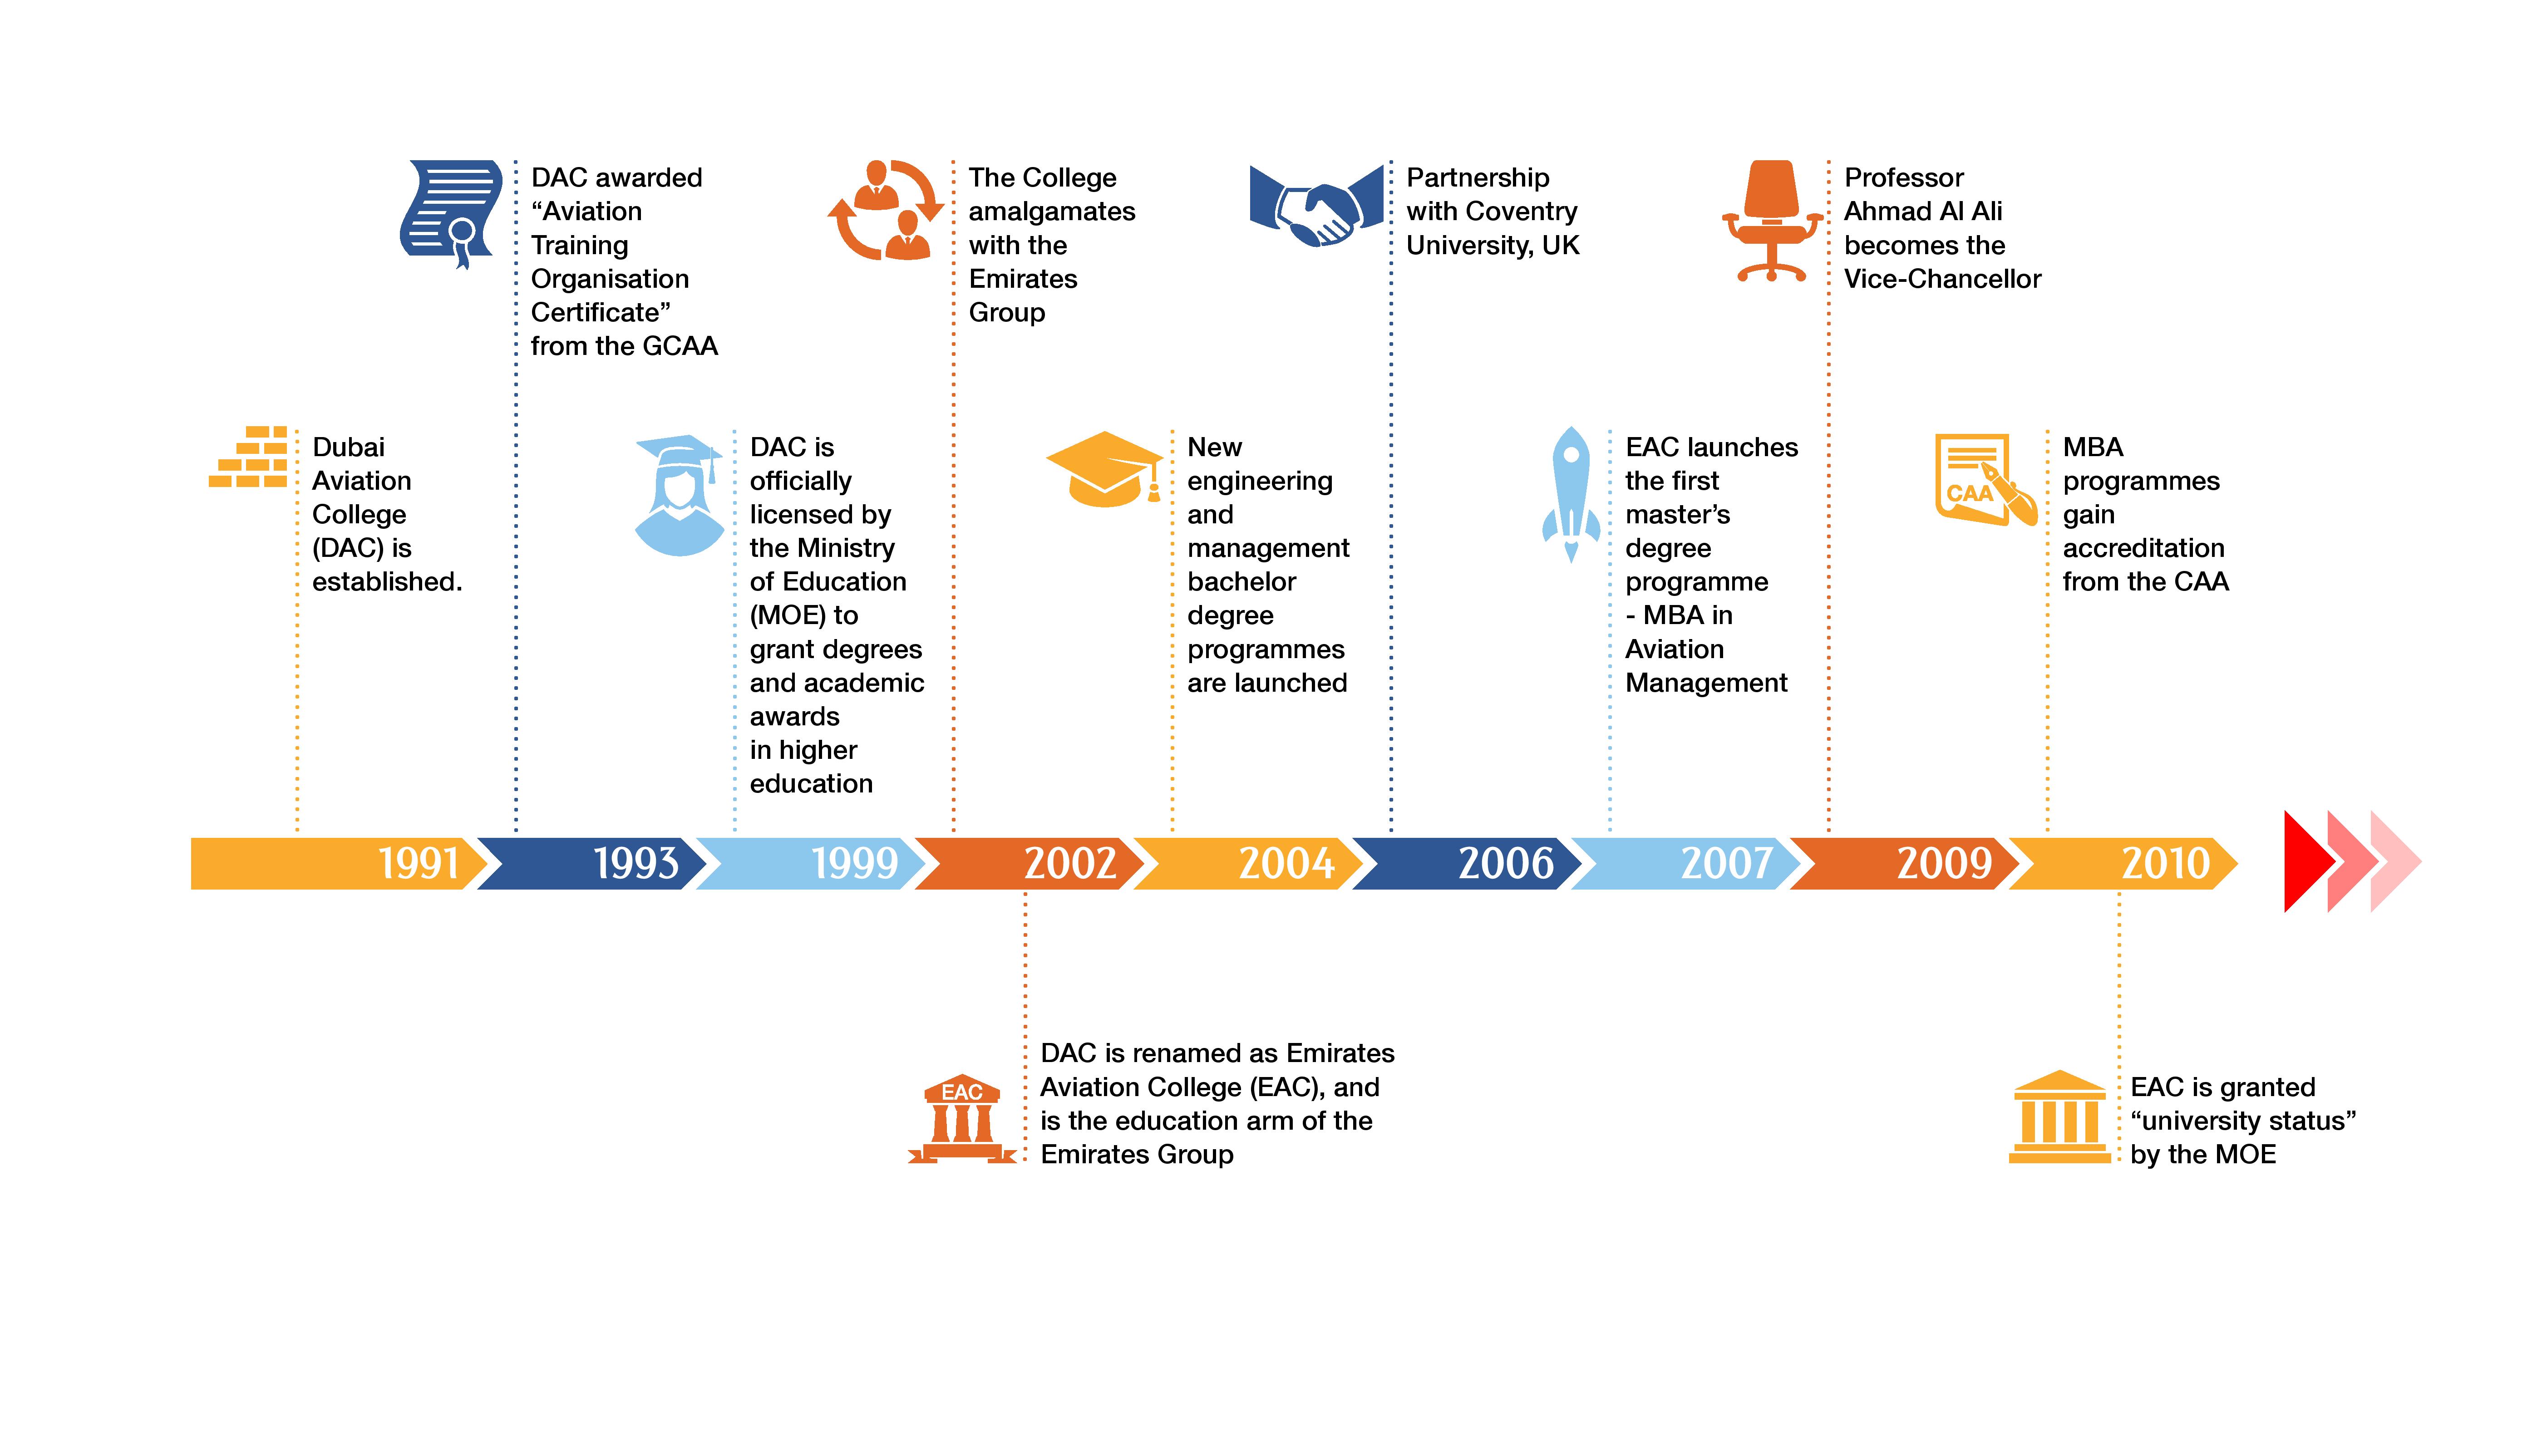 DAC awarded
“Aviation
Training
Organisation
Certificate”
from the GCAA
The College
amalgamates
with the
Emirates
Group
Partnership
with Coventry
University, UK
Professor
Ahmad Al Ali
becomes the
Vice-Chancellor
Dubai
Aviation
College
(DAC) is
established.
DAC is
officially
licensed by
the Ministry
of Education
(MOE) to
grant degrees
and academic
awards
in higher
education
New
engineering
and
management
bachelor
degree
programmes
are launched
EAC launches
the first
master’s
degree
programme
- MBA in
Aviation
Management
CAA
MBA
programmes
gain
accreditation
from the CAA
1991
1993
1999
2002
2004
2006
2007
2009
2010
EAC
DAC is renamed as Emirates
Aviation College (EAC), and
is the education arm of the
Emirates Group
EAC is granted
“university status”
by the MOE